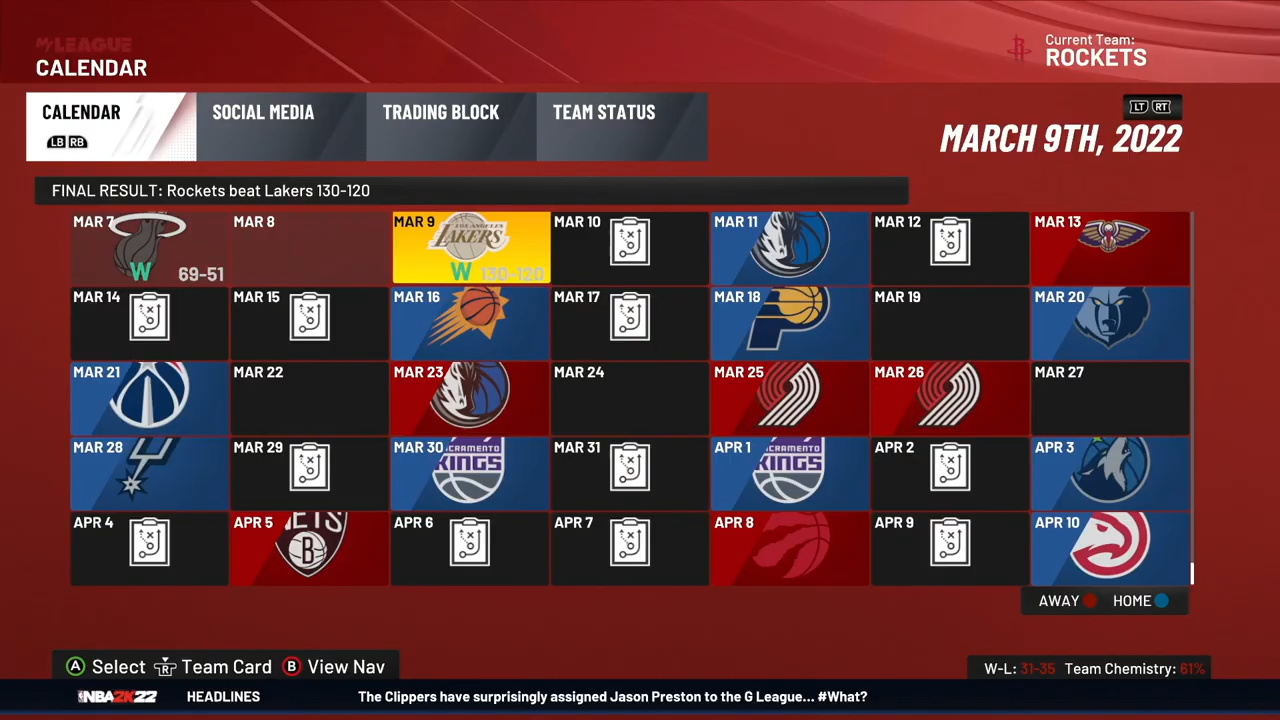 MyLEAGUE
CALENDAR
Current Team:
ROCKETS
CALENDAR
LB RB
SOCIAL MEDIA
TRADING BLOCK
TEAM STATUS
LT RT
MARCH 9TH, 2022
FINAL RESULT: Rockets beat Lakers 130-120
MAR 7 W 69-51
MAR 8
MAR 9 LOS ANGELES LAKERS W 130-120
MAR 10
MAR 11
MAR 12
MAR 13
MAR 14
MAR 15
MAR 16
MAR 17
MAR 18
MAR 19
MAR 20
MAR 21
MAR 22
MAR 23
MAR 24
MAR 25
MAR 26
MAR 27
MAR 28
MAR 29
MAR 30 CRAMENTO KINGS
MAR 31
APR 1 CRAMENTO KINGS
APR 2
APR 3
APR 4
APR 5 ETS B
APR 6
APR 7
APR 8
APR 9
APR 10
AWAY HOME
A Select R Team Card B View Nav
W-L: 31-35 Team Chemistry: 61%
NBA2K22 HEADLINES The Clippers have surprisingly assigned Jason Preston to the G League... #What?